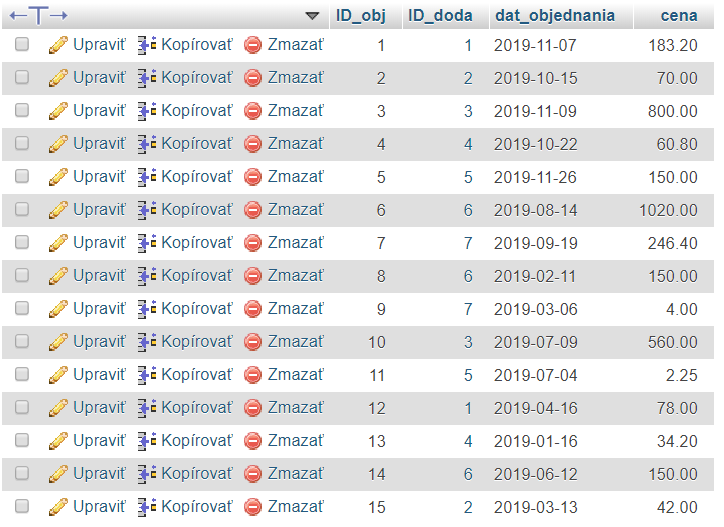 ID_obj ID_doda dat_objednania cena
Upraviť Kopírovať Zmazať 1 1 2019-11-07 183.20
Upraviť Kopírovať Zmazať 2 2 2019-10-15 70.00
Upraviť Kopírovať Zmazať 3 3 2019-11-09 800.00
Upraviť Kopírovať Zmazať 4 4 2019-10-22 60.80
Upraviť Kopírovať Zmazať 5 5 2019-11-26 150.00
Upraviť Kopírovať Zmazať 6 6 2019-08-14 1020.00
Upraviť Kopírovať Zmazať 7 7 2019-09-19 246.40
Upraviť Kopírovať Zmazať 8 6 2019-02-11 150.00
Upraviť Kopírovať Zmazať 9 7 2019-03-06 4.00
Upraviť Kopírovať Zmazať 10 3 2019-07-09 560.00
Upraviť Kopírovať Zmazať 11 5 2019-07-04 2.25
Upraviť Kopírovať Zmazať 12 1 2019-04-16 78.00
Upraviť Kopírovať Zmazať 13 4 2019-01-16 34.20
Upraviť Kopírovať Zmazať 14 6 2019-06-12 150.00
Upraviť Kopírovať Zmazať 15 2 2019-03-13 42.00